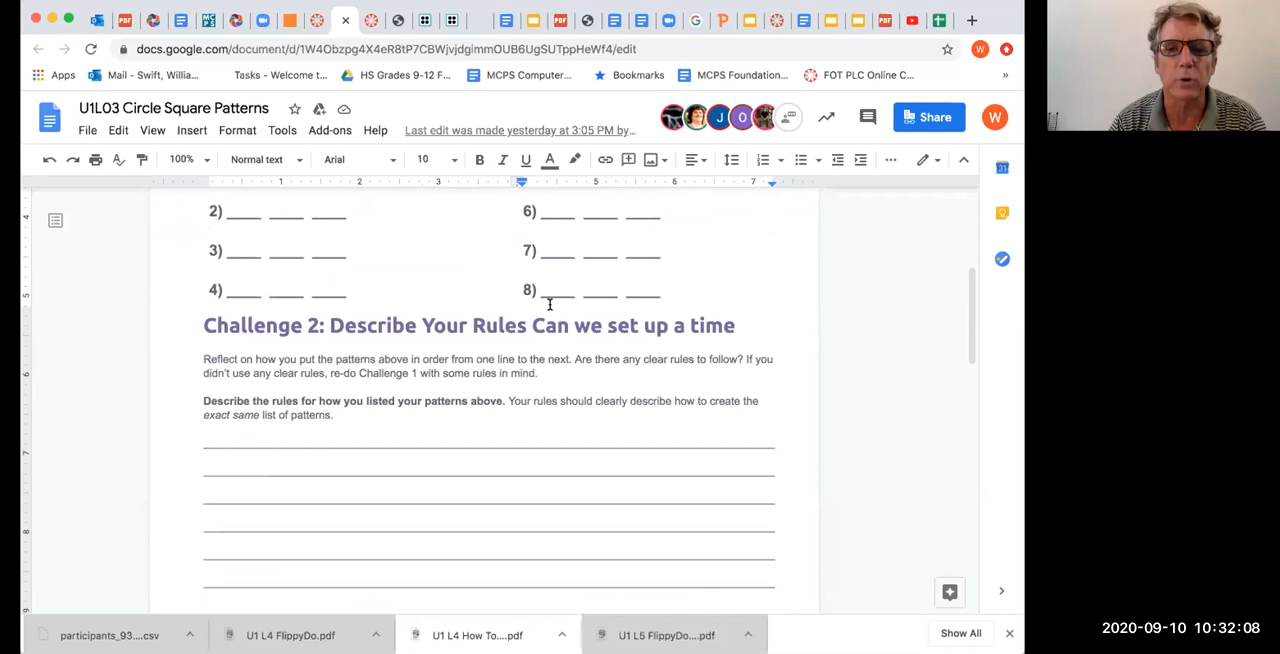 docs.google.com/document/d/1W4Obzpg4X4eR8tP7CBWjvjdgimmOUB6UgSUTppHeWf4/edit
W
Apps
Mail - Swift, Willia...
Tasks - Welcome t...
HS Grades 9-12 F...
MCPS Computer...
Bookmarks
MCPS Foundation...
FOT PLC Online C...
»
U1L03 Circle Square Patterns
File Edit View Insert Format Tools Add-ons Help Last edit was made yesterday at 3:05 PM by...
J O
Share
W
100% Normal text Arial 10 B I U A
1 2 3 5 6 7
2) ____ ____ ____ 6) ____ ____ ____
3) ____ ____ ____ 7) ____ ____ ____
4) ____ ____ ____ 8) ____ ____ ____
Challenge 2: Describe Your Rules Can we set up a time
Reflect on how you put the patterns above in order from one line to the next. Are there any clear rules to follow? If you
didn't use any clear rules, re-do Challenge 1 with some rules in mind.
Describe the rules for how you listed your patterns above. Your rules should clearly describe how to create the
exact same list of patterns.
participants_93....csv
U1 L4 FlippyDo.pdf
U1 L4 How To....pdf
U1 L5 FlippyDo....pdf
Show All
2020-09-10 10:32:08